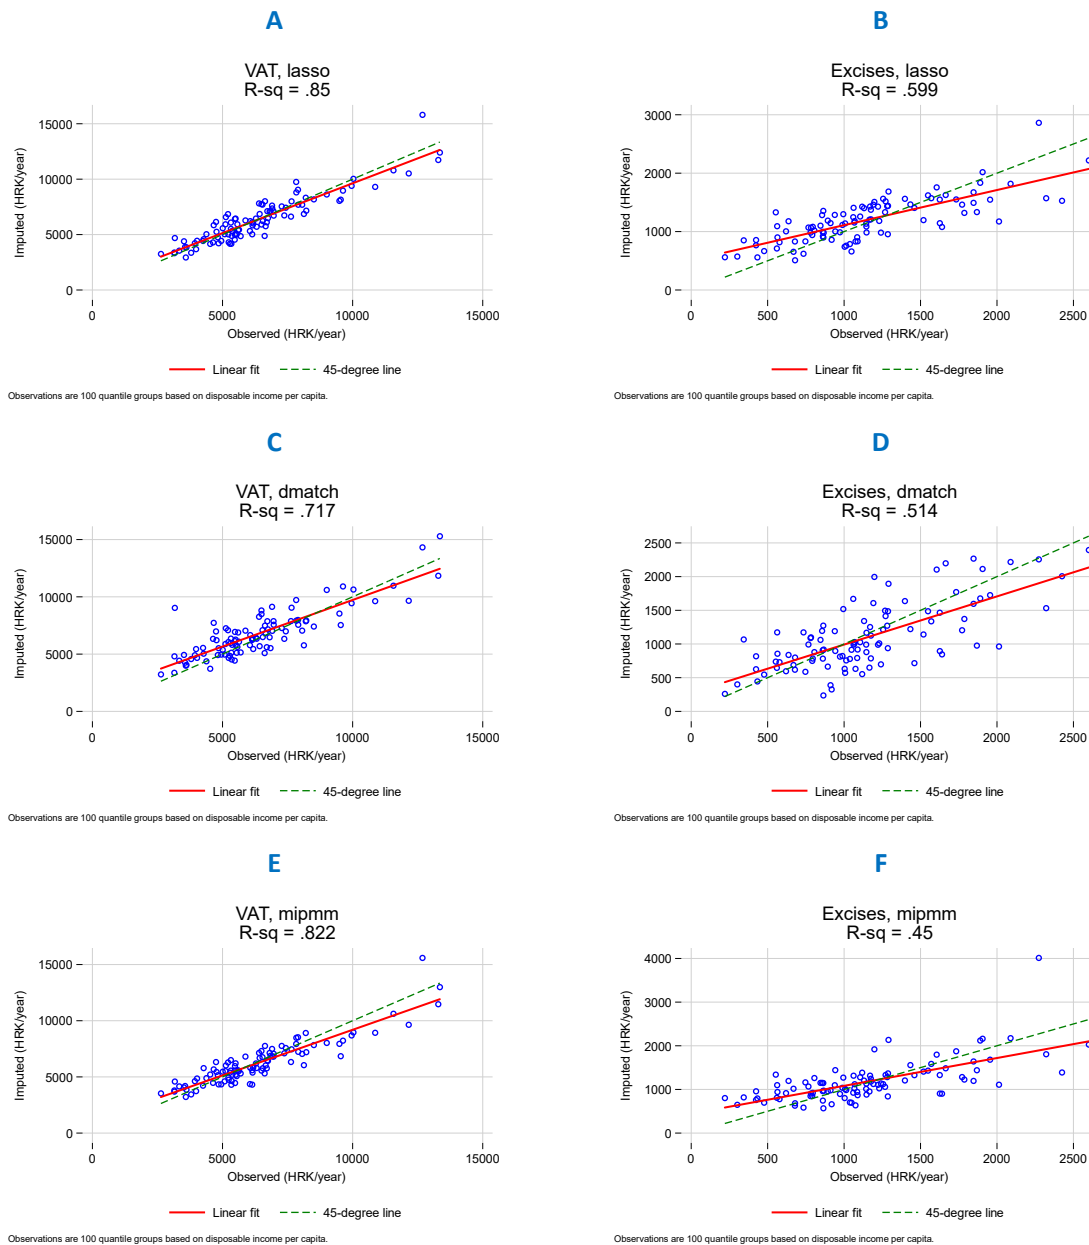 A
VAT, lasso
R-sq = .85
Imputed (HRK/year)
15000
10000
5000
0
0 5000 10000 15000
Observed (HRK/year)
Linear fit 45-degree line
Observations are 100 quantile groups based on disposable income per capita.
B
Excises, lasso
R-sq = .599
Imputed (HRK/year)
3000
2000
1000
0
0 500 1000 1500 2000 2500
Observed (HRK/year)
Linear fit 45-degree line
Observations are 100 quantile groups based on disposable income per capita.
C
VAT, dmatch
R-sq = .717
Imputed (HRK/year)
15000
10000
5000
0
0 5000 10000 15000
Observed (HRK/year)
Linear fit 45-degree line
Observations are 100 quantile groups based on disposable income per capita.
D
Excises, dmatch
R-sq = .514
Imputed (HRK/year)
2500
2000
1500
1000
500
0
0 500 1000 1500 2000 2500
Observed (HRK/year)
Linear fit 45-degree line
Observations are 100 quantile groups based on disposable income per capita.
E
VAT, mipmm
R-sq = .822
Imputed (HRK/year)
15000
10000
5000
0
0 5000 10000 15000
Observed (HRK/year)
Linear fit 45-degree line
Observations are 100 quantile groups based on disposable income per capita.
F
Excises, mipmm
R-sq = .45
Imputed (HRK/year)
4000
3000
2000
1000
0
0 500 1000 1500 2000 2500
Observed (HRK/year)
Linear fit 45-degree line
Observations are 100 quantile groups based on disposable income per capita.